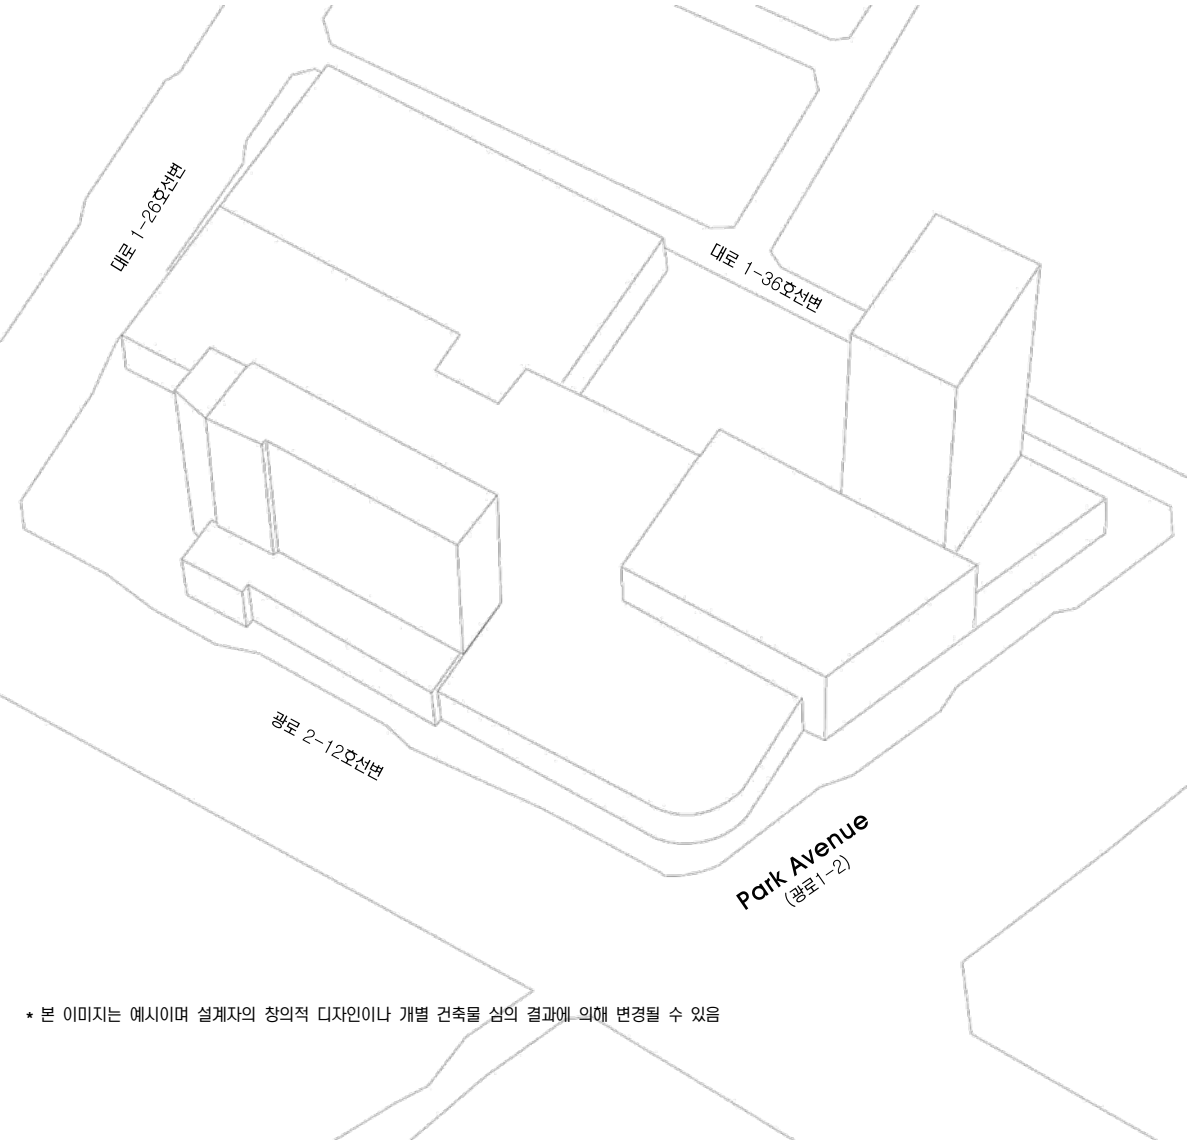 대로 1-26호선변
대로 1-36호선변
광로 2-12호선변
Park Avenue
(광로1-2)
* 본 이미지는 예시이며 설계자의 창의적 디자인이나 개별 건축물 심의 결과에 의해 변경될 수 있음